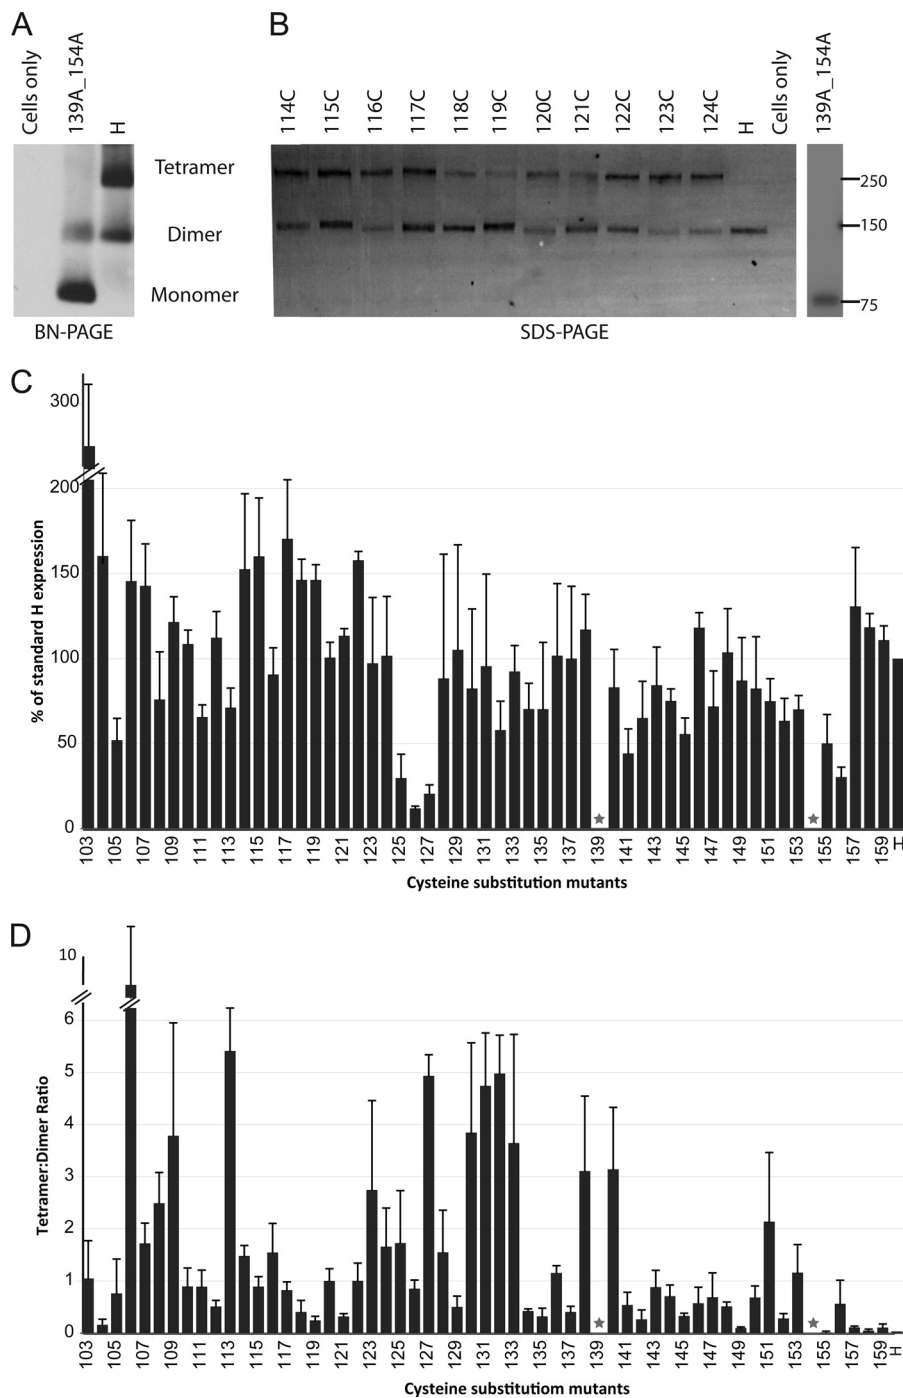 A
B
Cells only
139A_154A
H
114C
115C
116C
117C
118C
119C
120C
121C
122C
123C
124C
H
Cells only
139A_154A
Tetramer
Dimer
Monomer
250
150
75
BN-PAGE
SDS-PAGE
C
300
200
150
100
50
0
% of standard H expression
103
105
107
109
111
113
115
117
119
121
123
125
127
129
131
133
135
137
139
141
143
145
147
149
151
153
155
157
159
H
Cysteine substitution mutants
D
10
6
5
4
3
2
1
0
Tetramer:Dimer Ratio
103
105
107
109
111
113
115
117
119
121
123
125
127
129
131
133
135
137
139
141
143
145
147
149
151
153
155
157
159
H
Cysteine substitutiom mutants